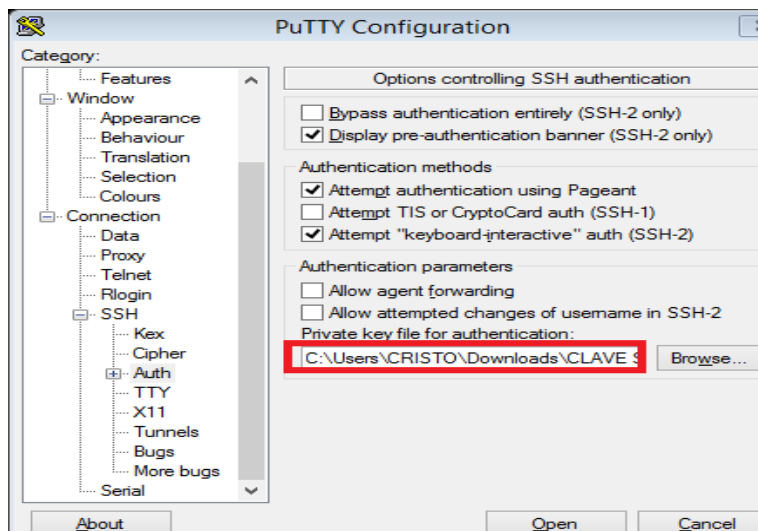 PuTTY Configuration
Category:
Features
Window
Appearance
Behaviour
Translation
Selection
Colours
Connection
Data
Proxy
Telnet
Rlogin
SSH
Kex
Cipher
Auth
TTY
X11
Tunnels
Bugs
More bugs
Serial
Options controlling SSH authentication
Bypass authentication entirely (SSH-2 only)
Display pre-authentication banner (SSH-2 only)
Authentication methods
Attempt authentication using Pageant
Attempt TIS or CryptoCard auth (SSH-1)
Attempt "keyboard-interactive" auth (SSH-2)
Authentication parameters
Allow agent forwarding
Allow attempted changes of username in SSH-2
Private key file for authentication:
C:\Users\CRISTO\Downloads\CLAVE S
Browse...
About
Open
Cancel